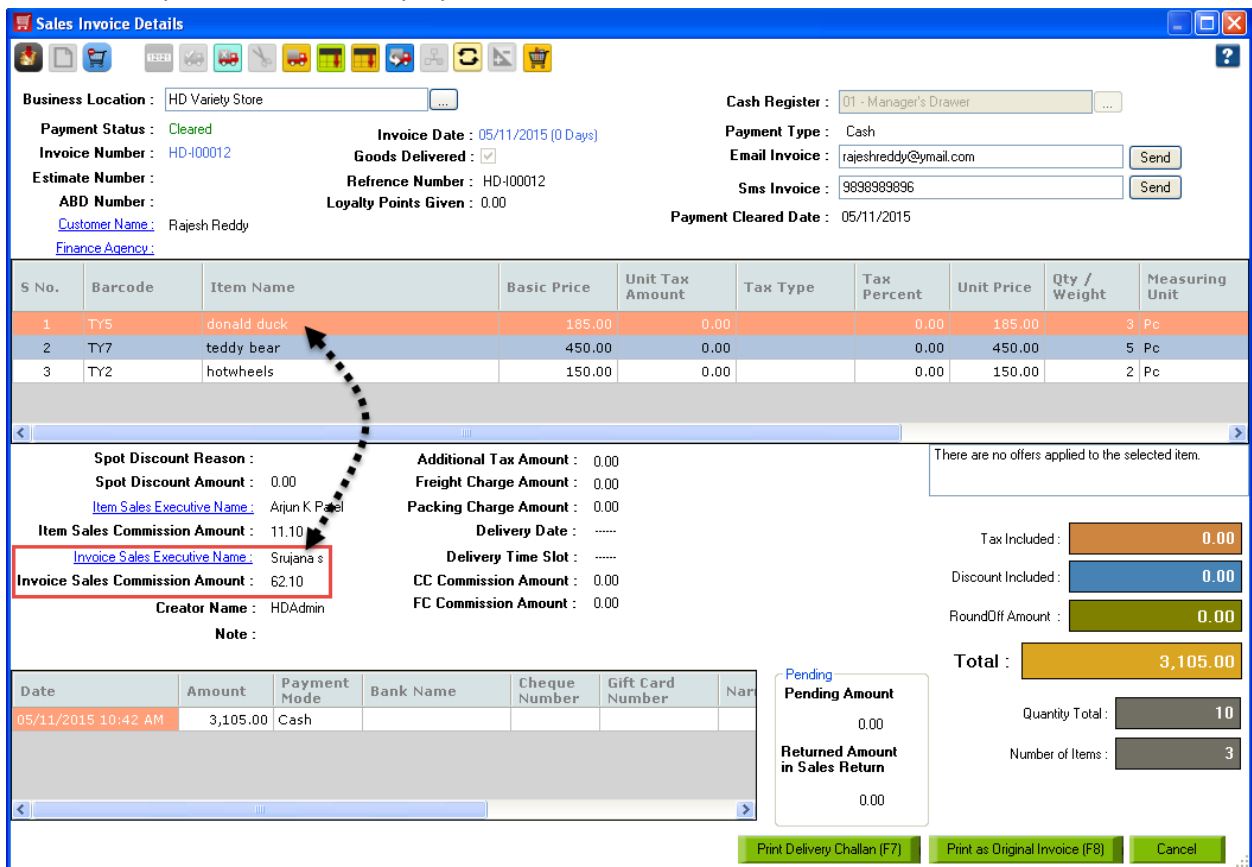 Sales Invoice Details
12121
?
Business Location : HD Variety Store ... Cash Register : 01 - Manager's Drawer ...
Payment Status : Cleared Invoice Date : 05/11/2015 (0 Days) Payment Type : Cash
Invoice Number : HD-I00012 Goods Delivered : Email Invoice : rajeshreddy@ymail.com Send
Estimate Number : Refrence Number : HD-I00012 Sms Invoice : 9898989896 Send
ABD Number : Loyalty Points Given : 0.00 Payment Cleared Date : 05/11/2015
Customer Name : Rajesh Reddy
Finance Agency :
S No. Barcode Item Name Basic Price Unit Tax Amount Tax Type Tax Percent Unit Price Qty / Weight Measuring Unit
1 TY5 donald duck 185.00 0.00 0.00 185.00 3 Pc
2 TY7 teddy bear 450.00 0.00 0.00 450.00 5 Pc
3 TY2 hotwheels 150.00 0.00 0.00 150.00 2 Pc
Spot Discount Reason : Additional Tax Amount : 0.00 There are no offers applied to the selected item.
Spot Discount Amount : 0.00 Freight Charge Amount : 0.00
Item Sales Executive Name : Arjun K Patel Packing Charge Amount : 0.00
Item Sales Commission Amount : 11.10 Delivery Date : ------ Tax Included : 0.00
Invoice Sales Executive Name : Srujana s Delivery Time Slot : ------
Invoice Sales Commission Amount : 62.10 CC Commission Amount : 0.00 Discount Included : 0.00
Creator Name : HDAdmin FC Commission Amount : 0.00 RoundOff Amount : 0.00
Note :
Total : 3,105.00
Date Amount Payment Mode Bank Name Cheque Number Gift Card Number Nar
05/11/2015 10:42 AM 3,105.00 Cash
Pending
Pending Amount
0.00
Returned Amount
in Sales Return
0.00
Quantity Total : 10
Number of Items : 3
Print Delivery Challan (F7) Print as Original Invoice (F8) Cancel